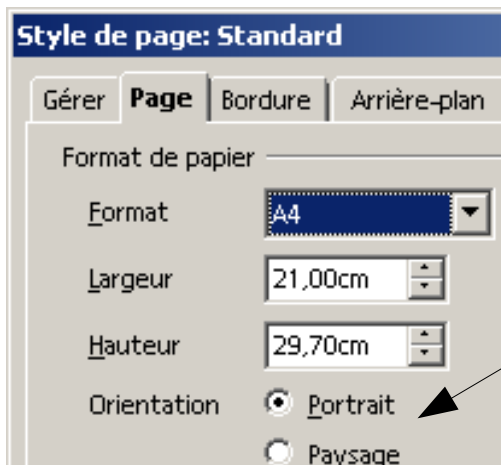 Style de page: Standard
Gérer Page Bordure Arrière-plan
Format de papier
Format A4
Largeur 21,00cm
Hauteur 29,70cm
Orientation Portrait
Paysage